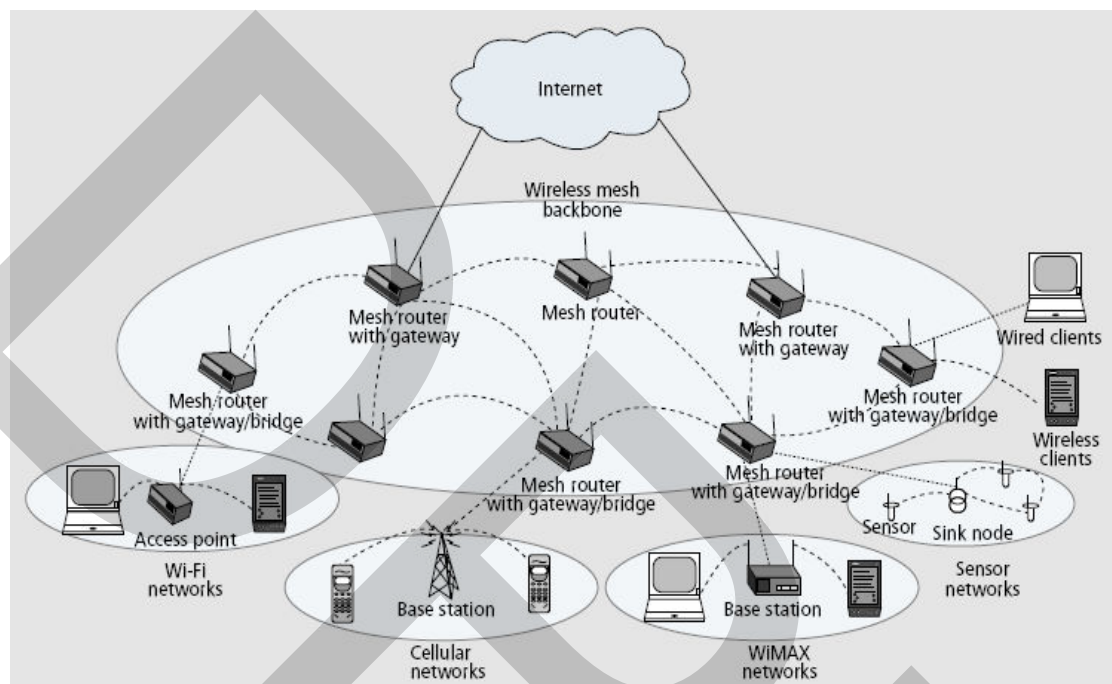 Internet
Wireless mesh
backbone
Mesh router
with gateway
Mesh router
Mesh router
with gateway
Wired clients
Mesh router
with gateway/bridge
Mesh router
with gateway/bridge
Wireless
clients
Mesh router
with gateway/bridge
Mesh router
with gateway/bridge
Access point
Wi-Fi
networks
Sensor
Sink node
Sensor
networks
Base station
Cellular
networks
Base station
WiMAX
networks